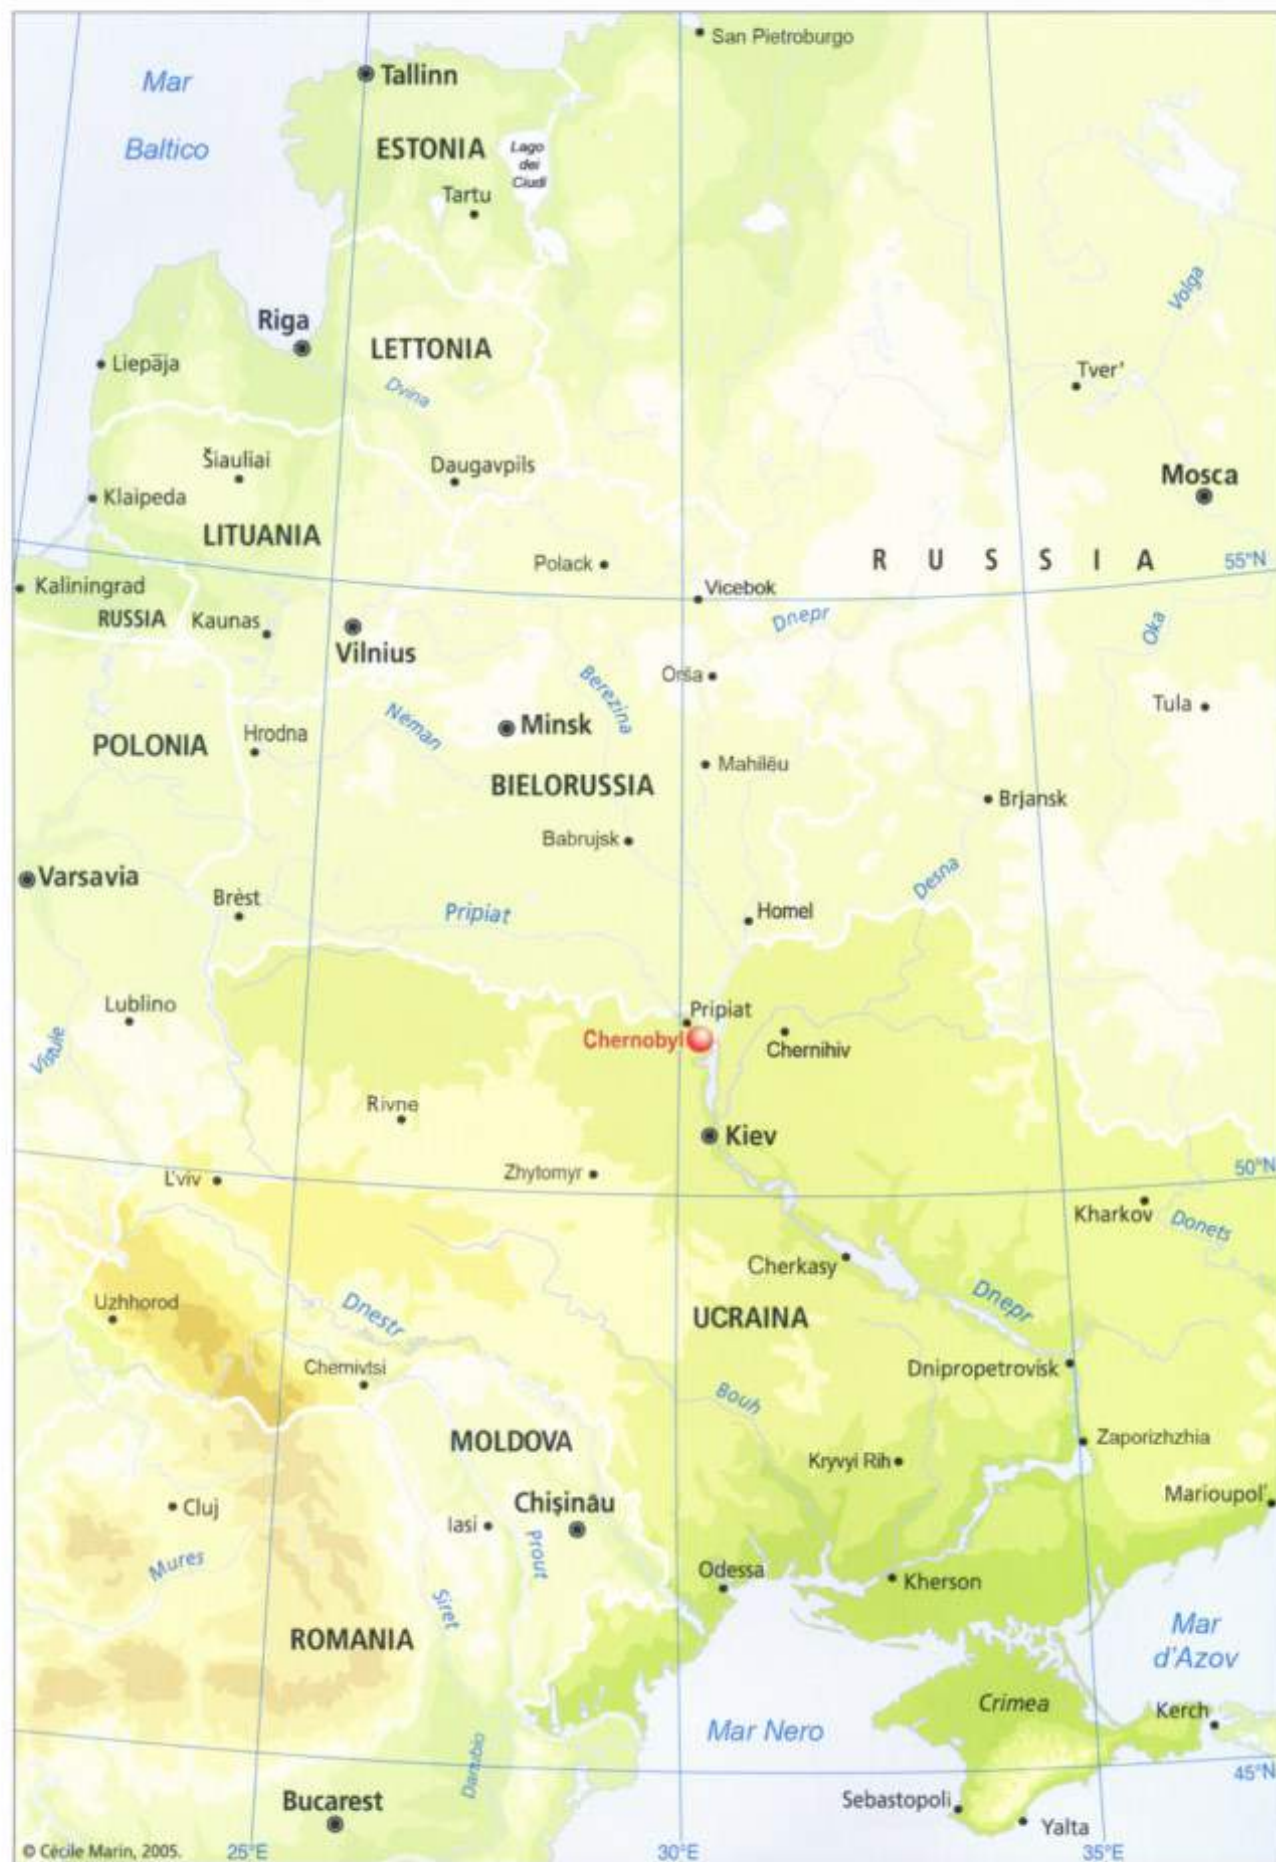 San Pietroburgo
Mar
Baltico
Tallinn
ESTONIA
Lago
dei
Ciudi
Tartu
Volga
Riga
LETTONIA
Liepāja
Dvina
Tver'
Šiauliai
Daugavpils
Klaipeda
Mosca
LITUANIA
RUSSIA
55°N
Polack
Kaliningrad
Vicebok
RUSSIA
Kaunas
Dnepr
Oka
Vilnius
Orša
Berezina
Tula
Nëman
Minsk
Hrodna
POLONIA
Mahilëu
BIELORUSSIA
Brjansk
Babrujsk
Varsavia
Desna
Brèst
Pripiat
Homel
Lublino
Pripiat
Vistule
Chernobyl
Chernihiv
Rivne
Kiev
L'viv
Zhytomyr
50°N
Kharkov
Donets
Cherkasy
Uzhhorod
Dnestr
Dnepr
UCRAINA
Chernivtsi
Dnipropetrovisk
Bouh
MOLDOVA
Zaporizhzhia
Kryvyi Rih
Marioupol'
Cluj
Chişinău
Iasi
Mures
Prout
Odessa
Kherson
Siret
ROMANIA
Mar
d'Azov
Crimea
Kerch
Mar Nero
Danubio
45°N
Bucarest
Sebastopoli
Yalta
© Cécile Marin, 2005.
25°E
30°E
35°E